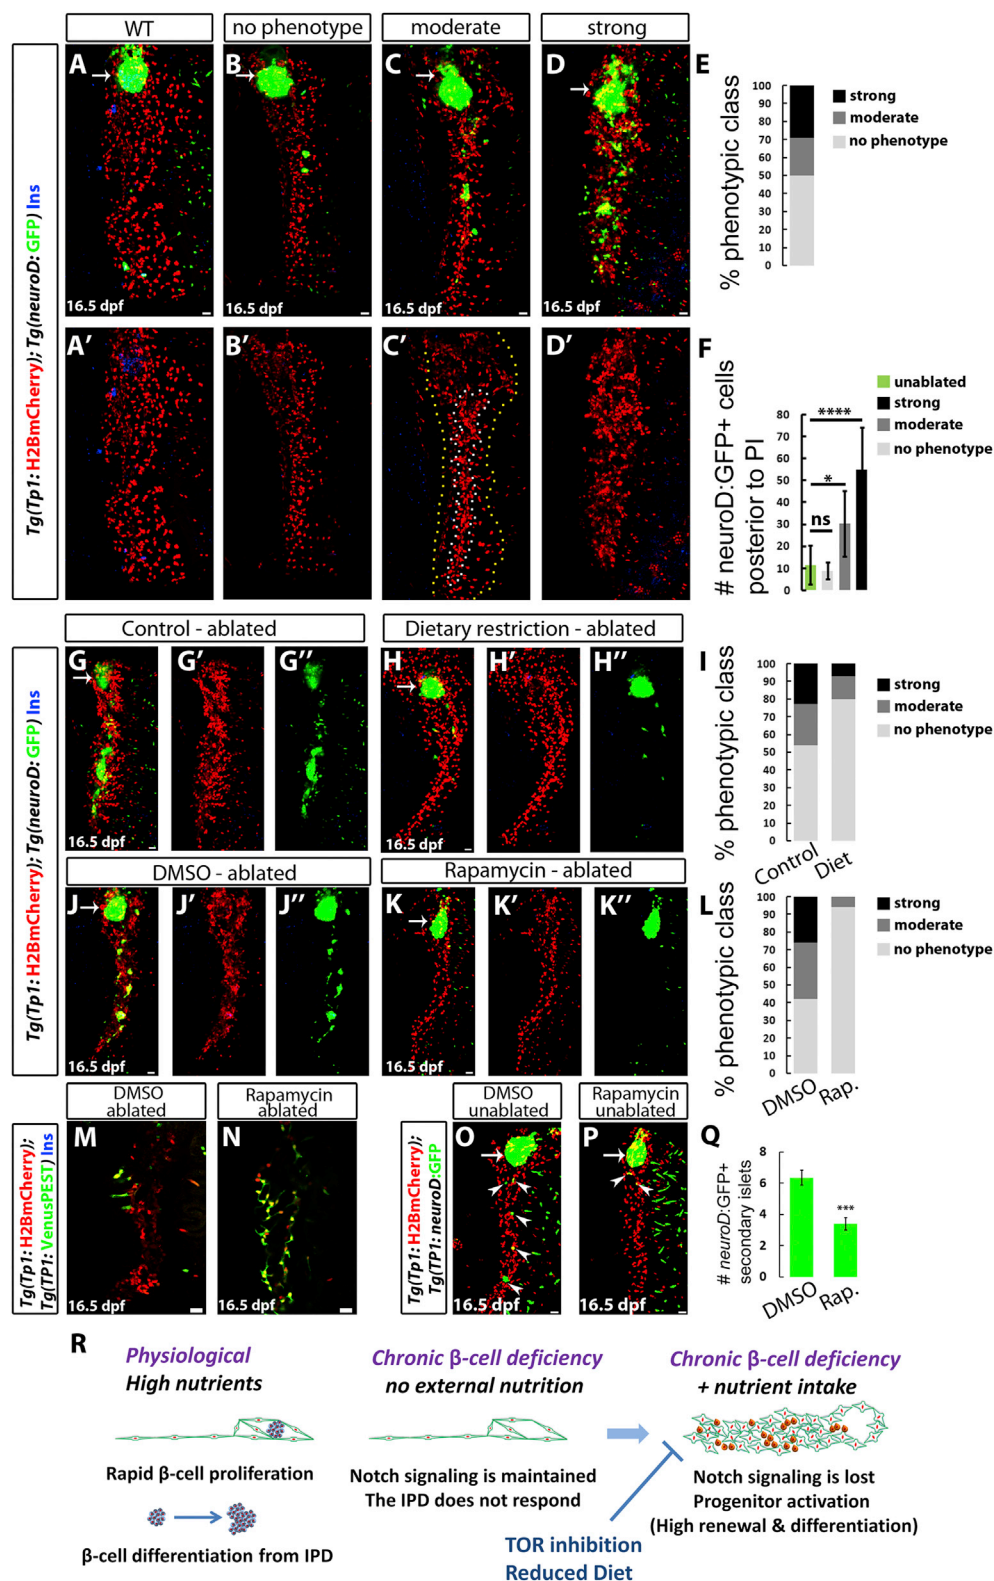 WT
no phenotype
moderate
strong
Tg(Tp1: H2BmCherry); Tg(neuroD: GFP) Ins
A
16.5 dpf
B
16.5 dpf
C
16.5 dpf
D
16.5 dpf
A′
B′
C′
D′
E
% phenotypic class
100
90
80
70
60
50
40
30
20
10
0
strong
moderate
no phenotype
F
# neuroD:GFP+ cells
posterior to PI
80
70
60
50
40
30
20
10
0
****
*
ns
unablated
strong
moderate
no phenotype
Control - ablated
Dietary restriction - ablated
Tg(Tp1: H2BmCherry); Tg(neuroD: GFP) Ins
G
16.5 dpf
G′
G′′
H
16.5 dpf
H′
H′′
I
% phenotypic class
100
90
80
70
60
50
40
30
20
10
0
Control
Diet
strong
moderate
no phenotype
DMSO - ablated
Rapamycin - ablated
J
16.5 dpf
J′
J′′
K
16.5 dpf
K′
K′′
L
% phenotypic class
100
90
80
70
60
50
40
30
20
10
0
DMSO
Rap.
strong
moderate
no phenotype
DMSO
ablated
Rapamycin
ablated
Tg(Tp1: H2BmCherry);
Tg(TP1: VenusPEST) Ins
M
16.5 dpf
N
16.5 dpf
DMSO
unablated
Rapamycin
unablated
Tg(Tp1: H2BmCherry);
Tg(TP1: neuroD:GFP
O
16.5 dpf
P
16.5 dpf
Q
# neuroD:GFP+
secondary islets
8
6
4
2
0
***
DMSO
Rap.
R
Physiological
High nutrients
Rapid β-cell proliferation
β-cell differentiation from IPD
Chronic β-cell deficiency
no external nutrition
Notch signaling is maintained
The IPD does not respond
TOR inhibition
Reduced Diet
Chronic β-cell deficiency
+ nutrient intake
Notch signaling is lost
Progenitor activation
(High renewal & differentiation)